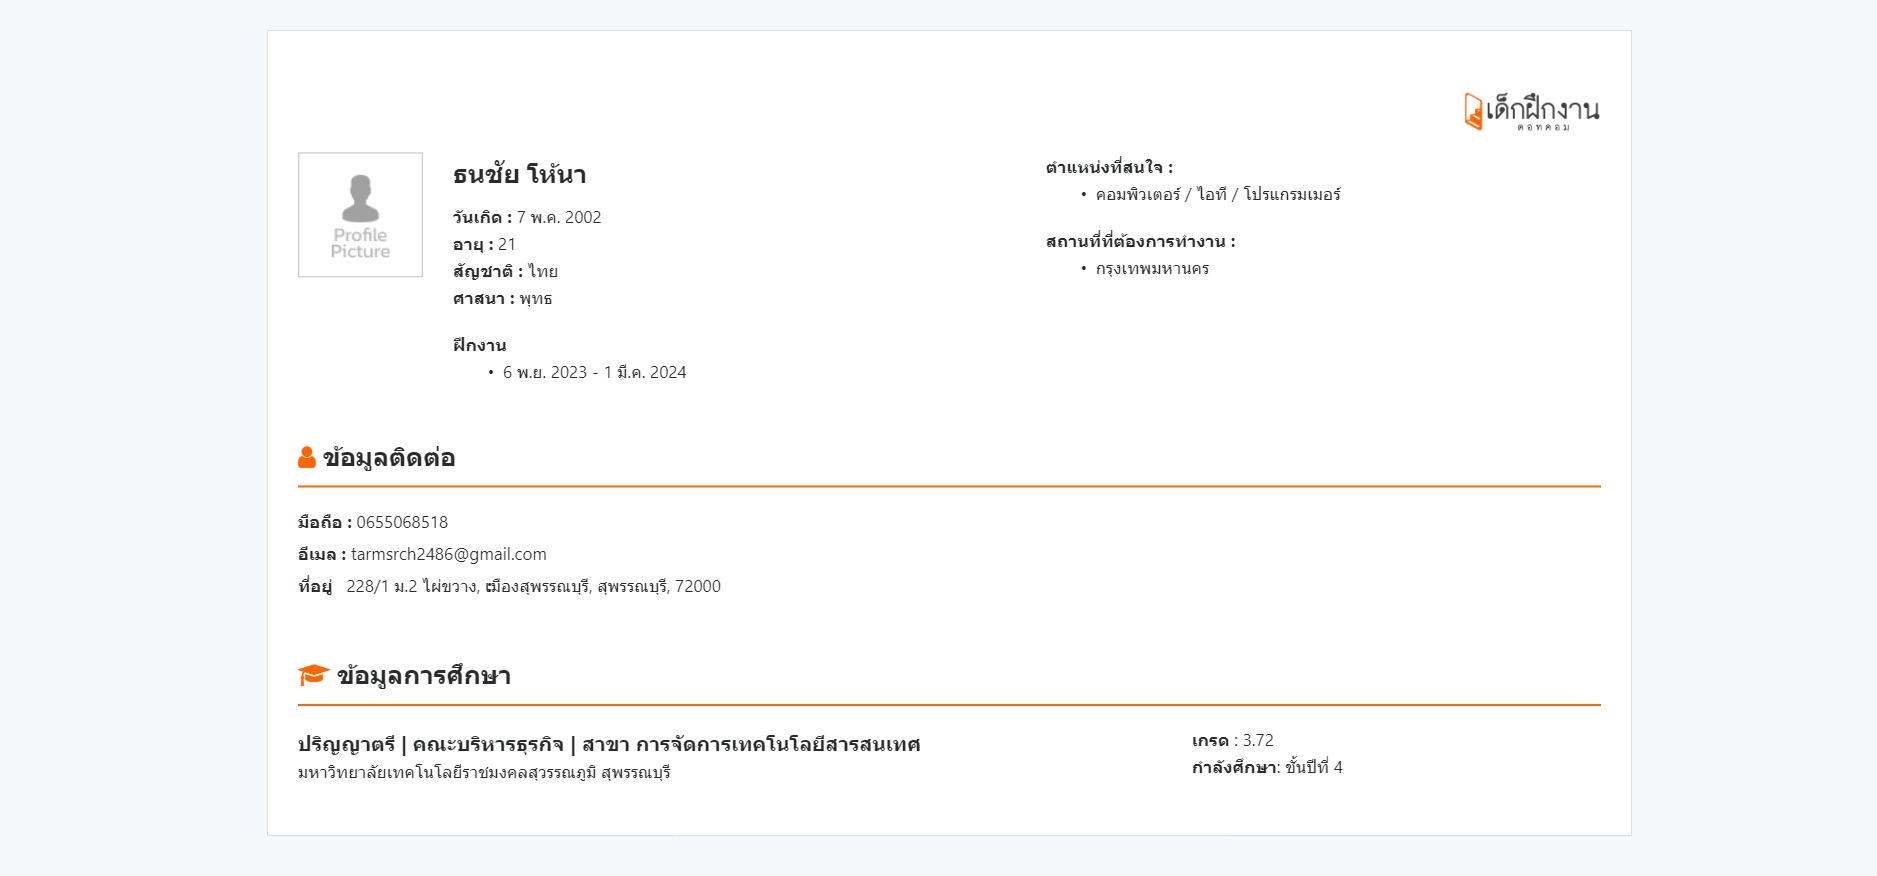 เด็กฝึกงาน
ดอทคอม
Profile
Picture
ธนชัย โห้นา
วันเกิด : 7 พ.ค. 2002
อายุ : 21
สัญชาติ : ไทย
ศาสนา : พุทธ
ฝึกงาน
• 6 พ.ย. 2023 - 1 มี.ค. 2024
ตำแหน่งที่สนใจ :
• คอมพิวเตอร์ / ไอที / โปรแกรมเมอร์
สถานที่ที่ต้องการทำงาน :
• กรุงเทพมหานคร
ข้อมูลติดต่อ
มือถือ : 0655068518
อีเมล : tarmsrch2486@gmail.com
ที่อยู่ 228/1 ม.2 ไผ่ขวาง, เมืองสุพรรณบุรี, สุพรรณบุรี, 72000
ข้อมูลการศึกษา
ปริญญาตรี | คณะบริหารธุรกิจ | สาขา การจัดการเทคโนโลยีสารสนเทศ
มหาวิทยาลัยเทคโนโลยีราชมงคลสุวรรณภูมิ สุพรรณบุรี
เกรด : 3.72
กำลังศึกษา: ชั้นปีที่ 4